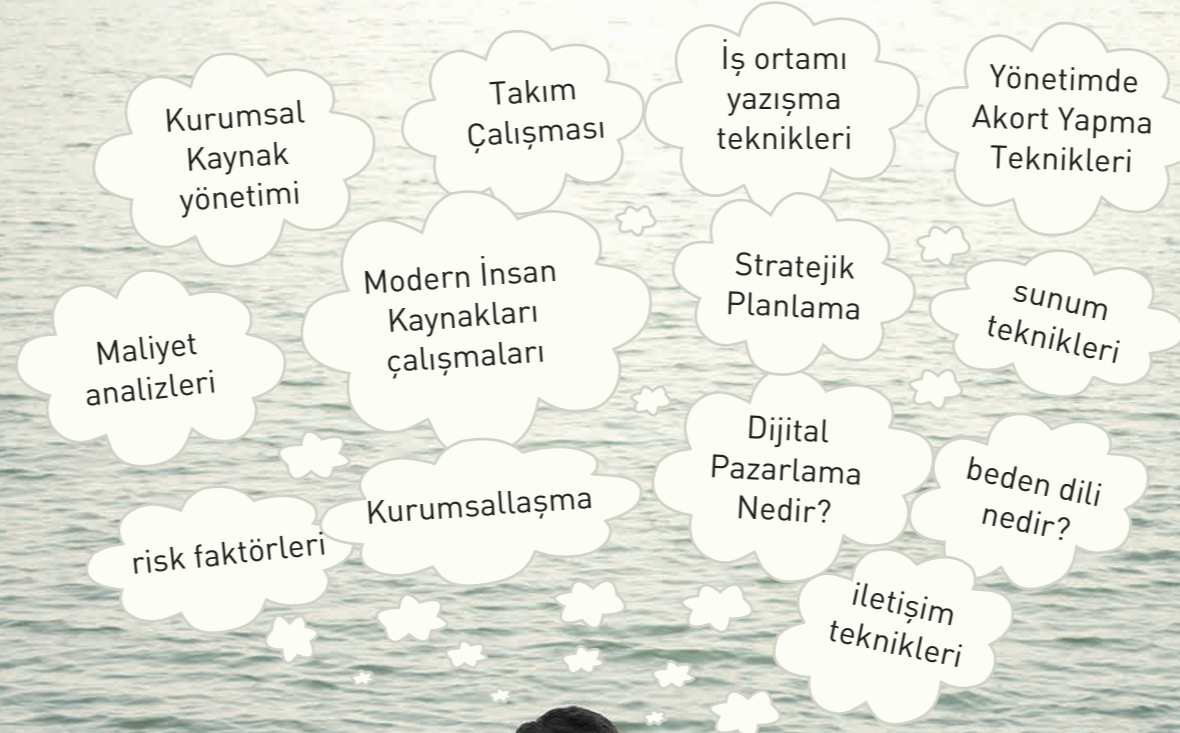 Kurumsal
Kaynak
yönetimi
Takım
Çalışması
İş ortamı
yazışma
teknikleri
Yönetimde
Akort Yapma
Teknikleri
Maliyet
analizleri
Modern İnsan
Kaynakları
çalışmaları
Stratejik
Planlama
sunum
teknikleri
risk faktörleri
Kurumsallaşma
Dijital
Pazarlama
Nedir?
beden dili
nedir?
iletişim
teknikleri